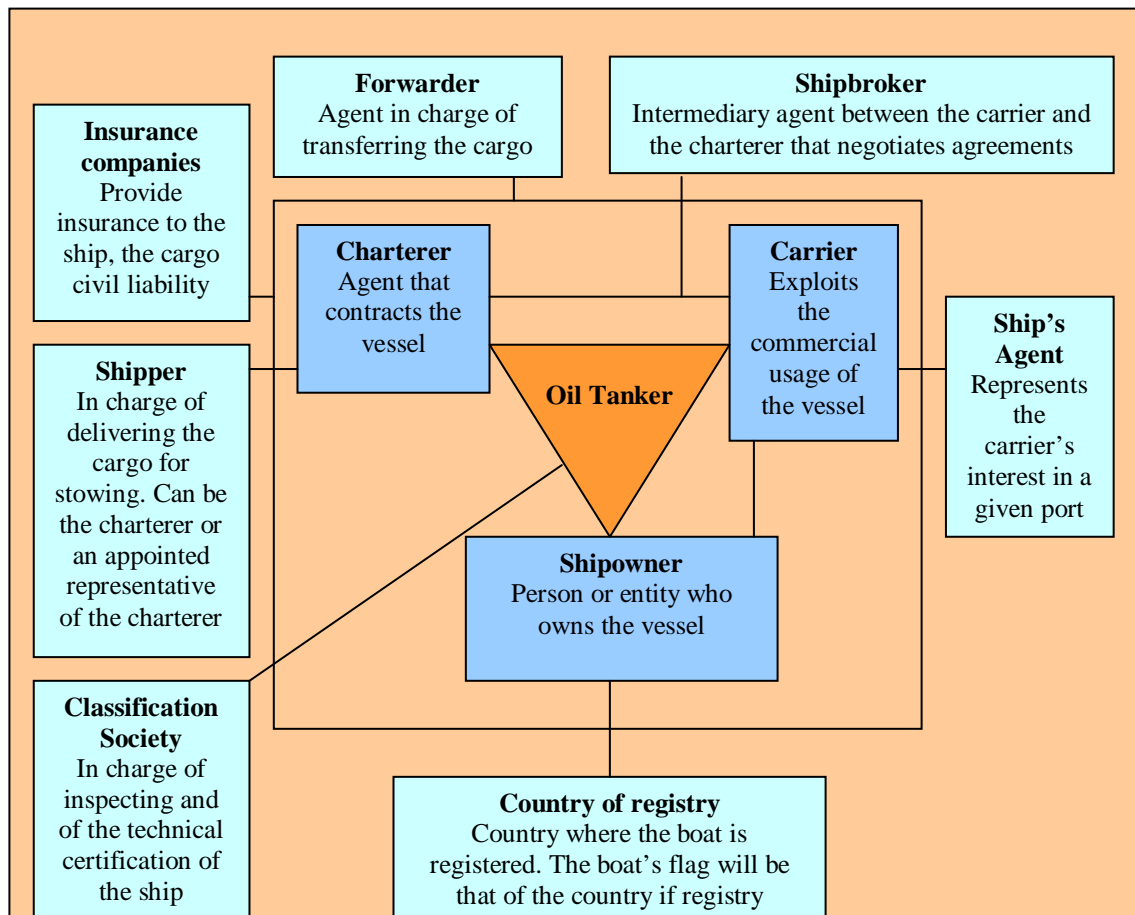 Forwarder
Agent in charge of
transferring the cargo
Shipbroker
Intermediary agent between the carrier and
the charterer that negotiates agreements
Insurance
companies
Provide
insurance to the
ship, the cargo
civil liability
Charterer
Agent that
contracts the
vessel
Carrier
Exploits
the
commercial
usage of
the vessel
Ship's
Agent
Represents
the
carrier's
interest in a
given port
Shipper
In charge of
delivering the
cargo for
stowing. Can be
the charterer or
an appointed
representative
of the charterer
Oil Tanker
Shipowner
Person or entity who
owns the vessel
Classification
Society
In charge of
inspecting and
of the technical
certification of
the ship
Country of registry
Country where the boat is
registered. The boat's flag will be
that of the country if registry